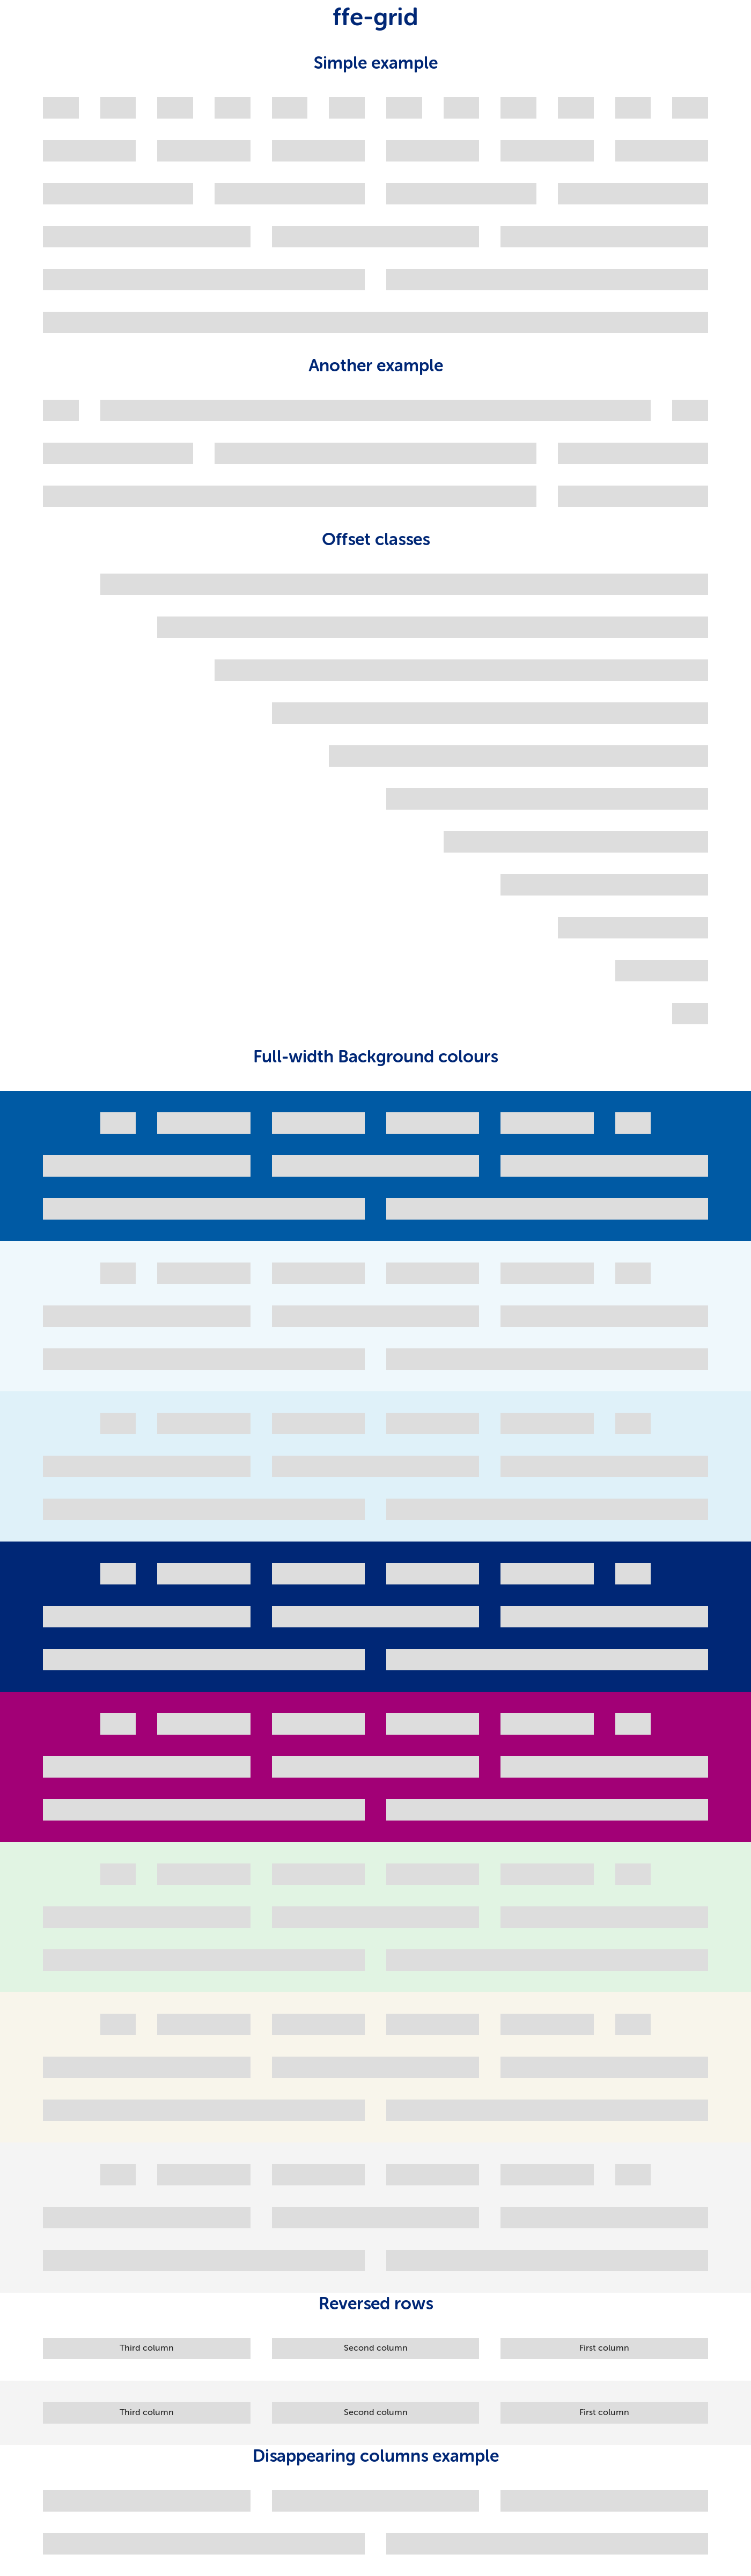 ffe-grid
Simple example
Another example
Offset classes
Full-width Background colours
Reversed rows
Third column Second column First column
Third column Second column First column
Disappearing columns example